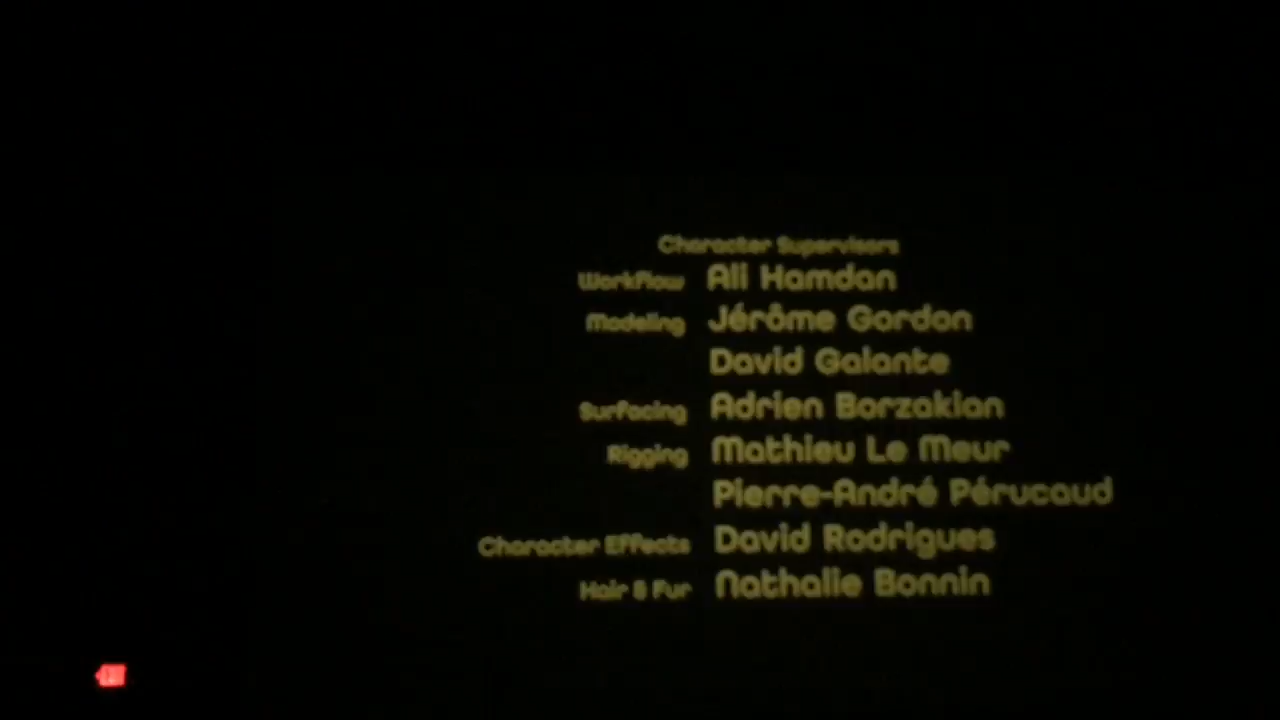 Character Supervisors
Workflow Ali Hamdan
Modeling Jérôme Gordon
David Galante
Surfacing Adrien Borzakian
Rigging Mathieu Le Meur
Pierre-André Pérucaud
Character Effects David Rodrigues
Hair & Fur Nathalie Bonnin